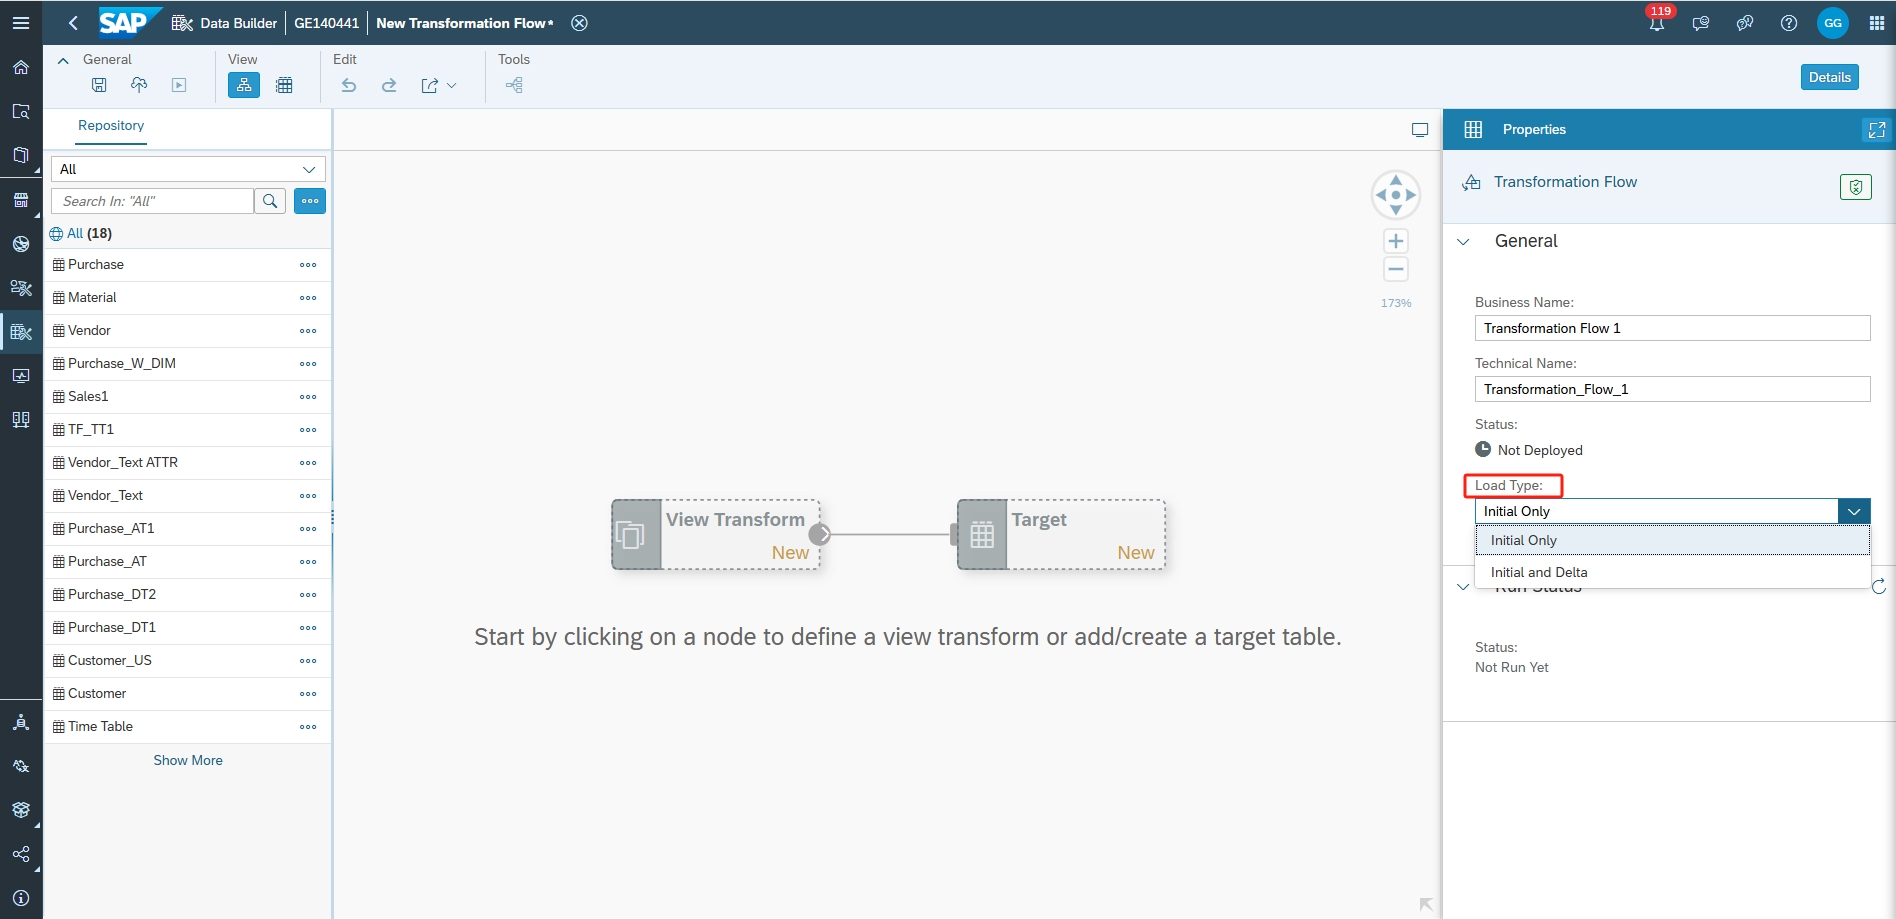 SAP Data Builder GE140441 New Transformation Flow* 119 GG
General View Edit Tools
Details
Repository
All
Search In: "All"
All (18)
Purchase
Material
Vendor
Purchase_W_DIM
Sales1
TF_TT1
Vendor_Text ATTR
Vendor_Text
Purchase_AT1
Purchase_AT
Purchase_DT2
Purchase_DT1
Customer_US
Customer
Time Table
Show More
173%
View Transform
New
Target
New
Start by clicking on a node to define a view transform or add/create a target table.
Properties
Transformation Flow
General
Business Name:
Transformation Flow 1
Technical Name:
Transformation_Flow_1
Status:
Not Deployed
Load Type:
Initial Only
Initial Only
Initial and Delta
Run Status
Status:
Not Run Yet